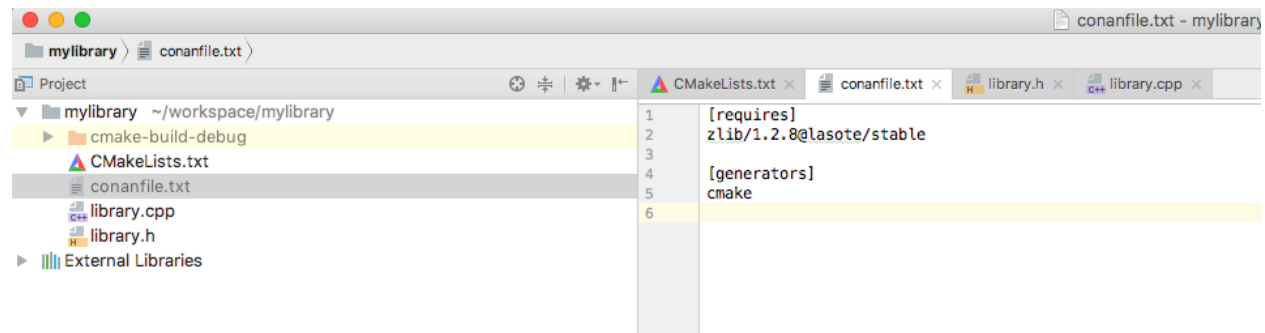 conanfile.txt - mylibrary
mylibrary conanfile.txt
Project
CMakeLists.txt conanfile.txt library.h library.cpp
mylibrary ~/workspace/mylibrary
cmake-build-debug
CMakeLists.txt
conanfile.txt
C++ library.cpp
H library.h
External Libraries
1 [requires]
2 zlib/1.2.8@lasote/stable
3
4 [generators]
5 cmake
6